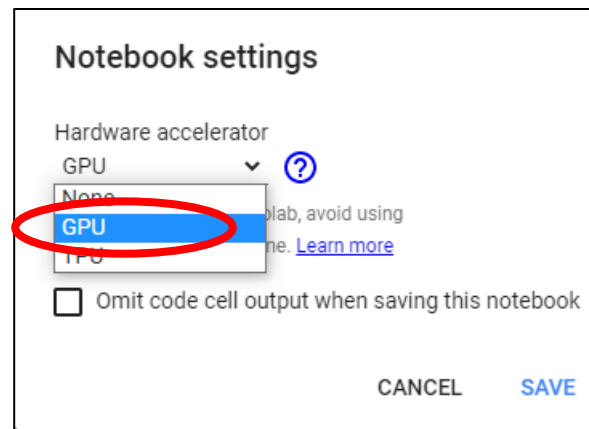 Notebook settings
Hardware accelerator
GPU
?
None
GPU
olab, avoid using
TPU
ne. Learn more
Omit code cell output when saving this notebook
CANCEL SAVE